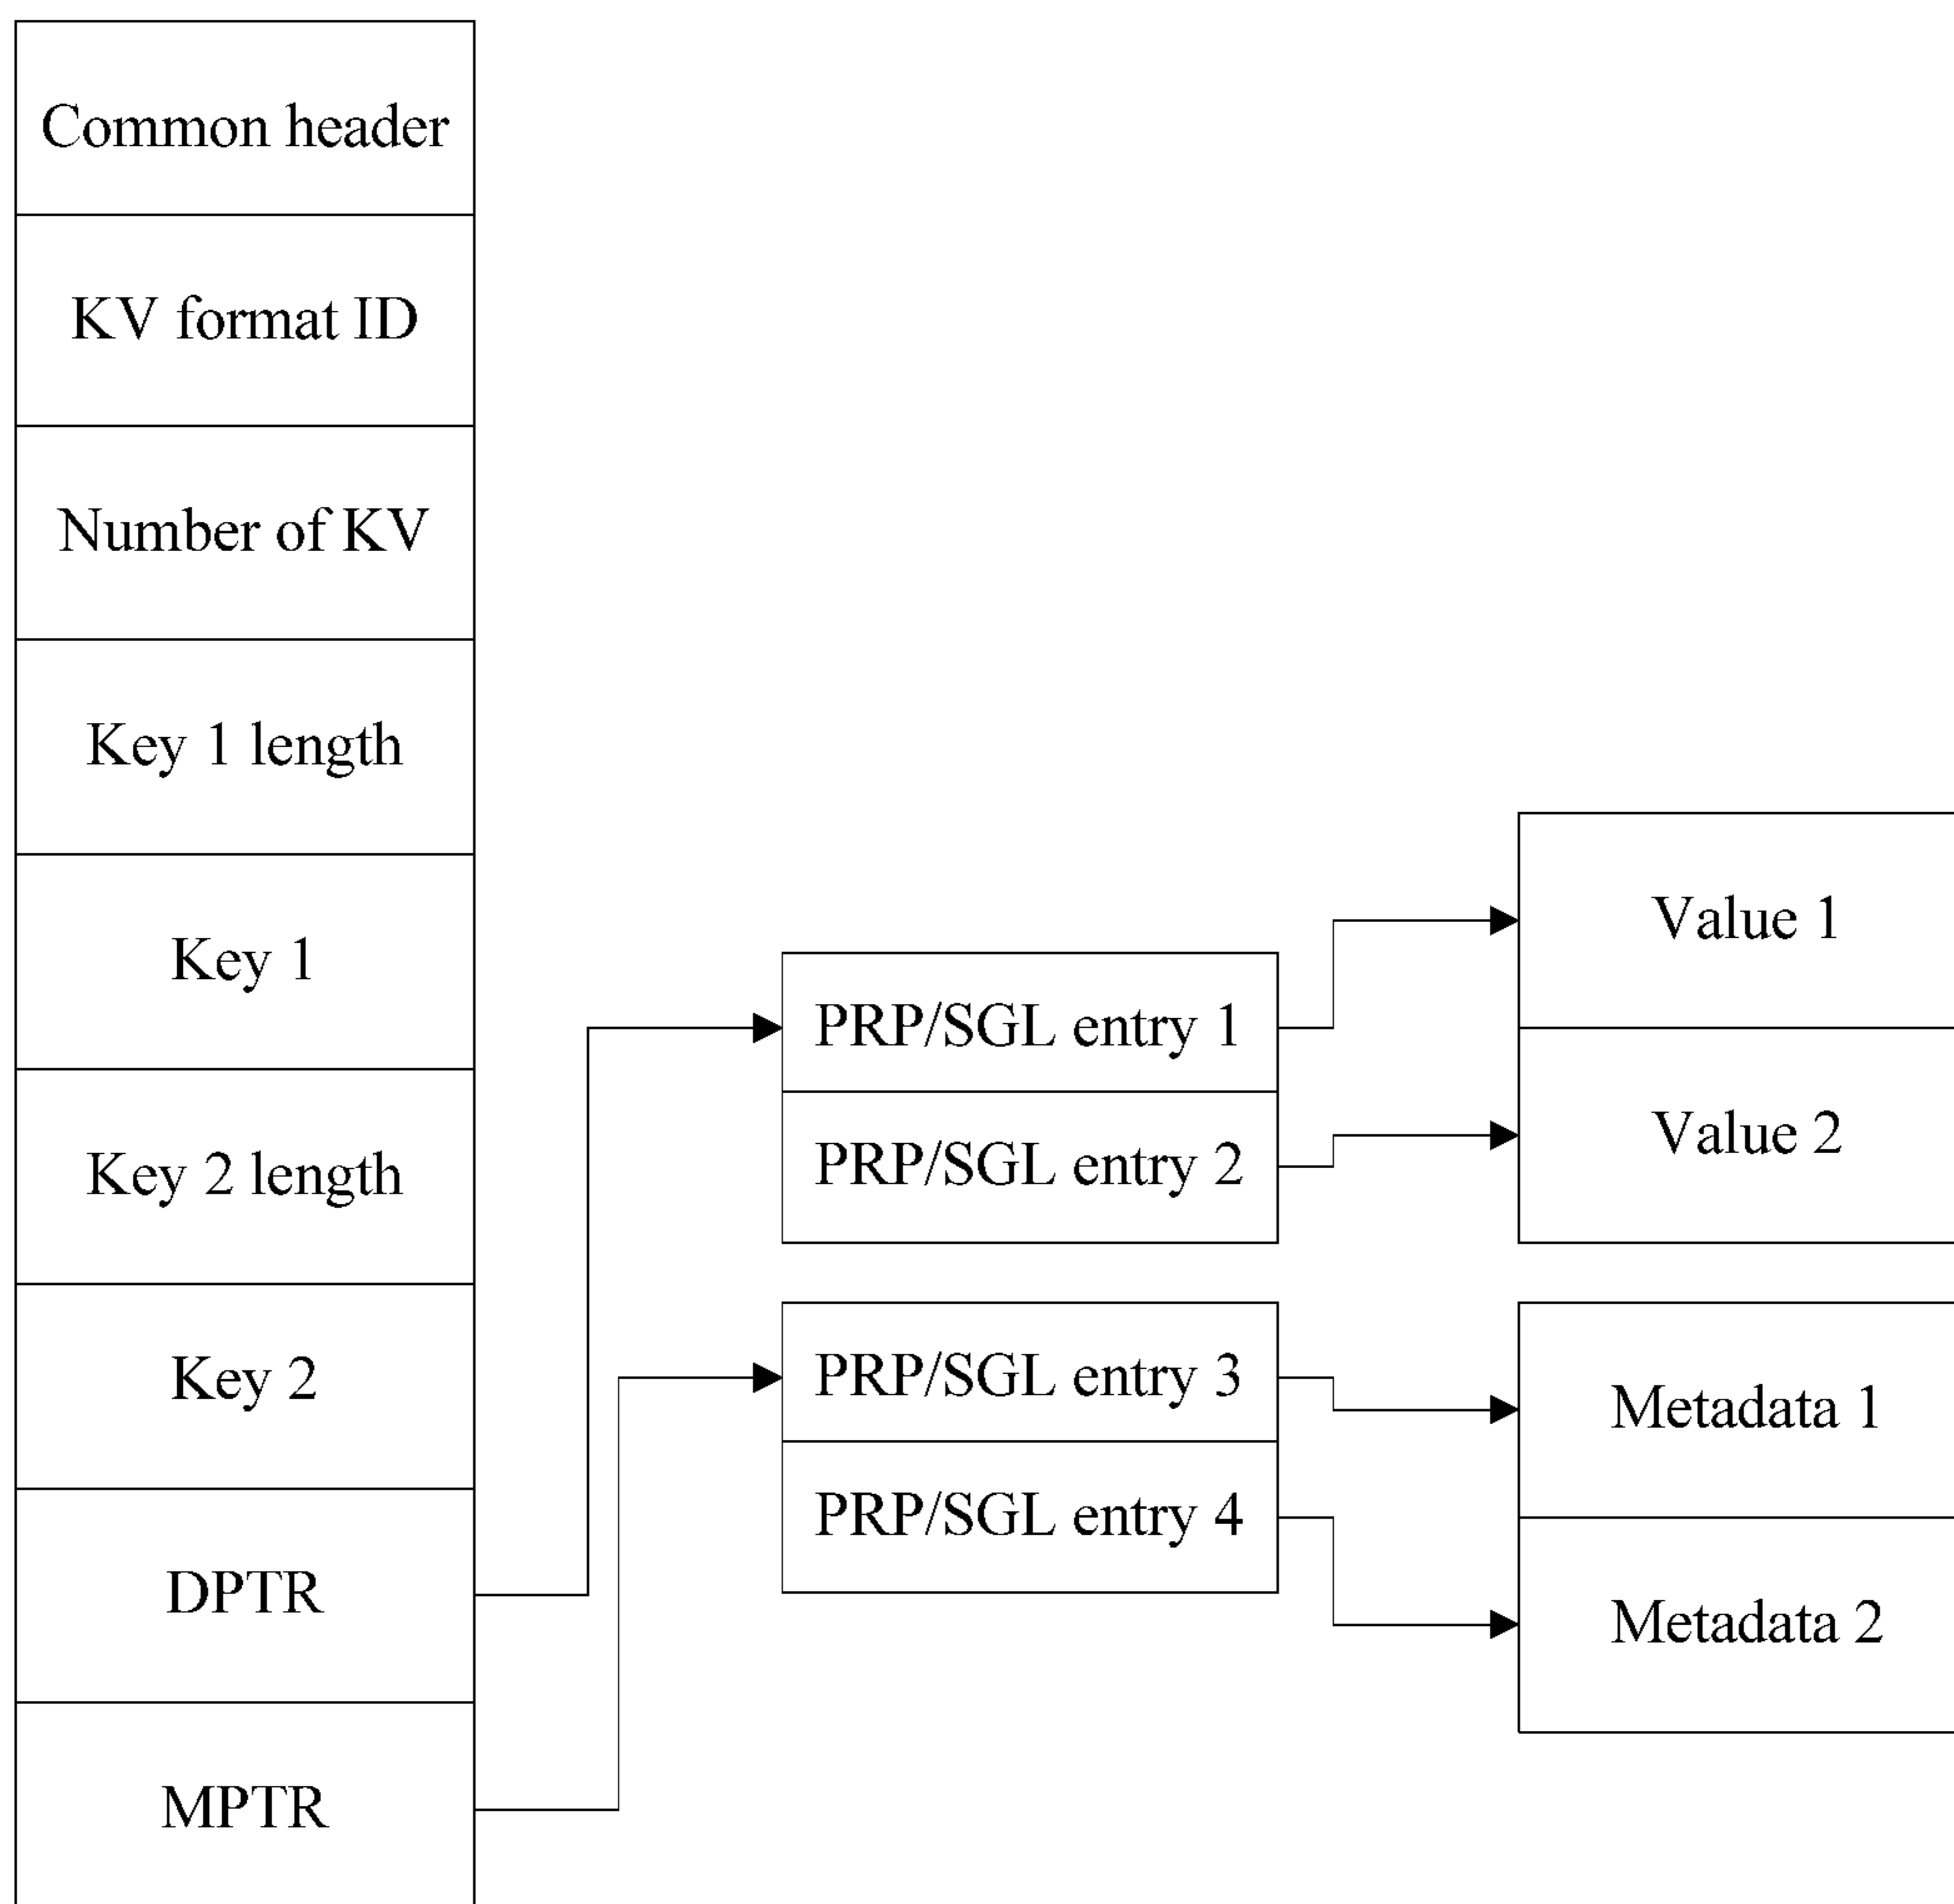 Common header
KV format ID
Number of KV
Key 1 length
Key 1
Key 2 length
Key 2
DPTR
MPTR
PRP/SGL entry 1
PRP/SGL entry 2
PRP/SGL entry 3
PRP/SGL entry 4
Value 1
Value 2
Metadata 1
Metadata 2